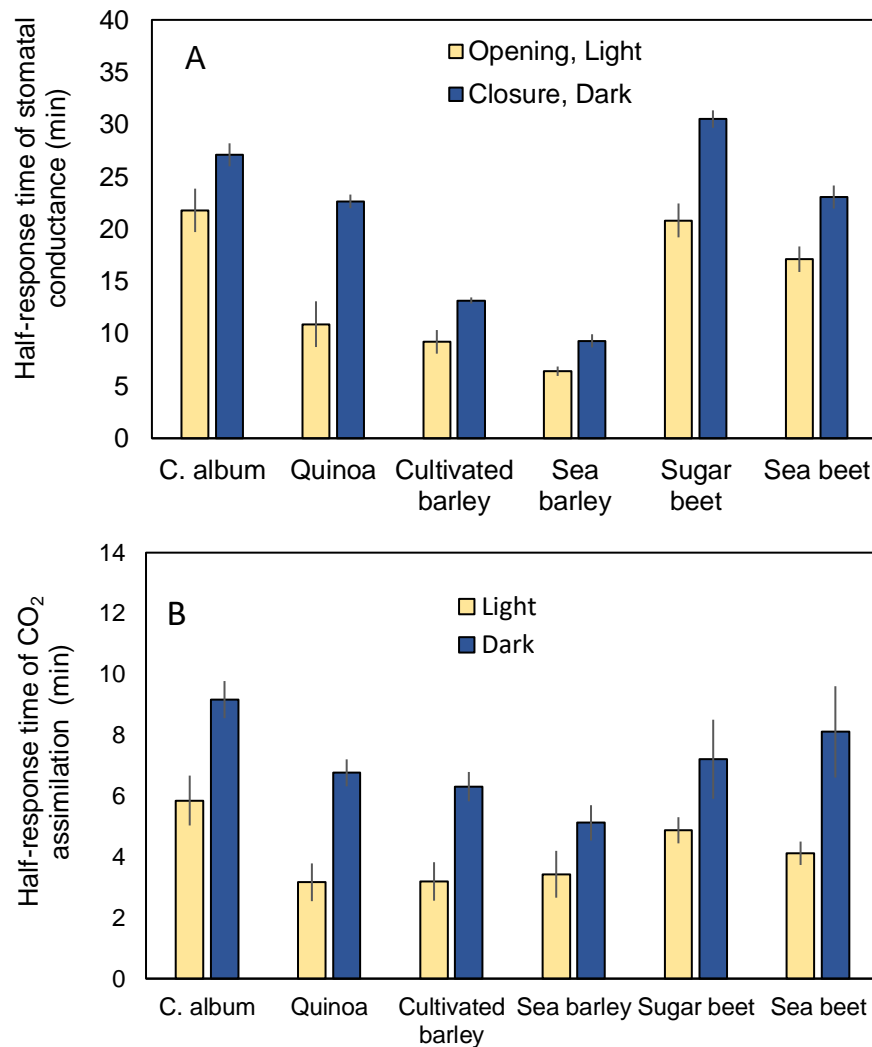 Half-response time of stomatal
conductance (min)
40
35
30
25
20
15
10
5
0
A
Opening, Light
Closure, Dark
C. album
Quinoa
Cultivated
barley
Sea
barley
Sugar
beet
Sea beet
Half-response time of CO2
assimilation (min)
14
12
10
8
6
4
2
0
B
Light
Dark
C. album
Quinoa
Cultivated
barley
Sea barley
Sugar beet
Sea beet